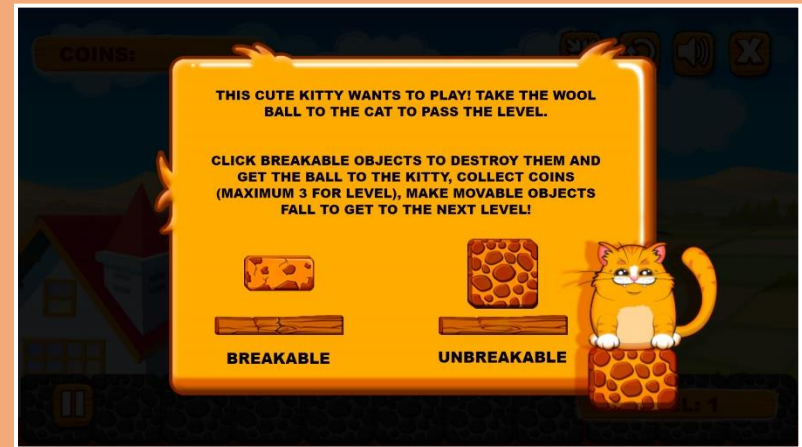 COINS:
THIS CUTE KITTY WANTS TO PLAY! TAKE THE WOOL
BALL TO THE CAT TO PASS THE LEVEL.
CLICK BREAKABLE OBJECTS TO DESTROY THEM AND
GET THE BALL TO THE KITTY, COLLECT COINS
(MAXIMUM 3 FOR LEVEL), MAKE MOVABLE OBJECTS
FALL TO GET TO THE NEXT LEVEL!
BREAKABLE
UNBREAKABLE